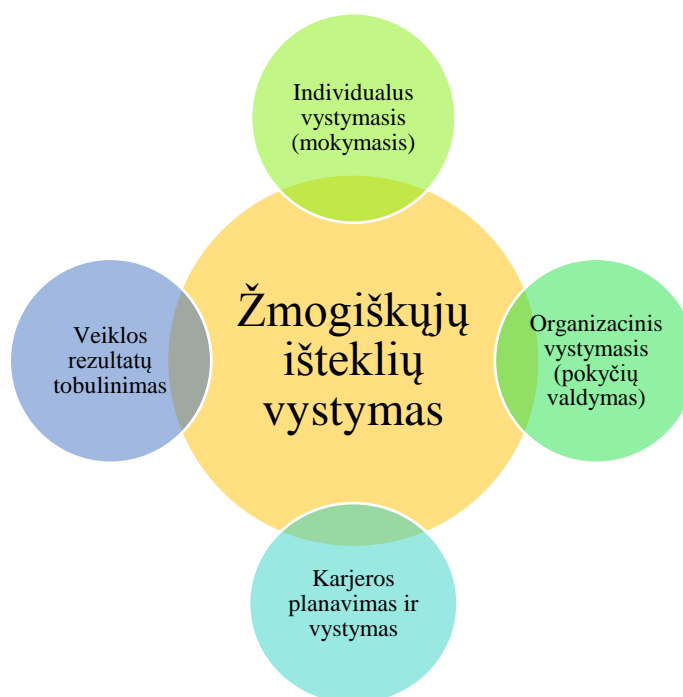 Individualus
vystymasis
(mokymasis)
Žmogiškųjų
išteklių
vystymas
Veiklos
rezultatų
tobulinimas
Organizacinis
vystymasis
(pokyčių
valdymas)
Karjeros
planavimas ir
vystymas